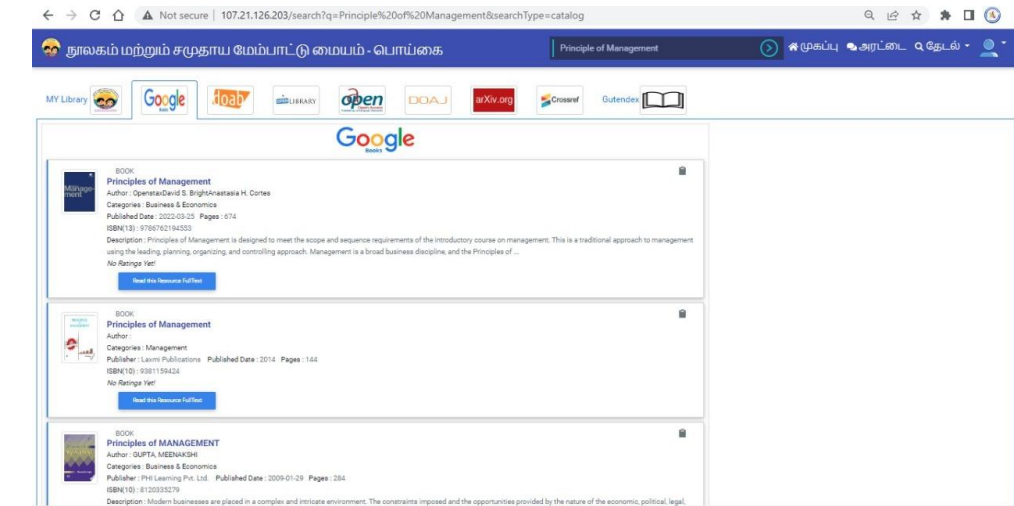 Not secure | 107.21.126.203/search?q=Principle%20of%20Management&searchType=catalog
நூலகம் மற்றும் சமுதாய மேம்பாட்டு மையம் - பொய்கை
Principle of Management
முகப்பு அரட்டை தேடல்
MY Library Google Books doab LIBRARY open DOAJ arXiv.org Crossref Gutendex
Google
Books
BOOK
Principles of Management
Author : OpenstaxDavid S. BrightAnastasia H. Cortes
Categories : Business & Economics
Published Date : 2022-03-25 Pages : 674
ISBN(13) : 9786762194553
Description : Principles of Management is designed to meet the scope and sequence requirements of the introductory course on management. This is a traditional approach to management
using the leading, planning, organizing, and controlling approach. Management is a broad business discipline, and the Principles of ...
No Ratings Yet!
Read this Resource FullText
BOOK
Principles of Management
Author :
Categories : Management
Publisher : Laxmi Publications Published Date : 2014 Pages : 144
ISBN(10) : 9381159424
No Ratings Yet!
Read this Resource FullText
BOOK
Principles of MANAGEMENT
Author : GUPTA, MEENAKSHI
Categories : Business & Economics
Publisher : PHI Learning Pvt. Ltd. Published Date : 2009-01-29 Pages : 284
ISBN(10) : 8120335279
Description : Modern businesses are placed in a complex and intricate environment. The constraints imposed and the opportunities provided by the nature of the economic, political, legal,